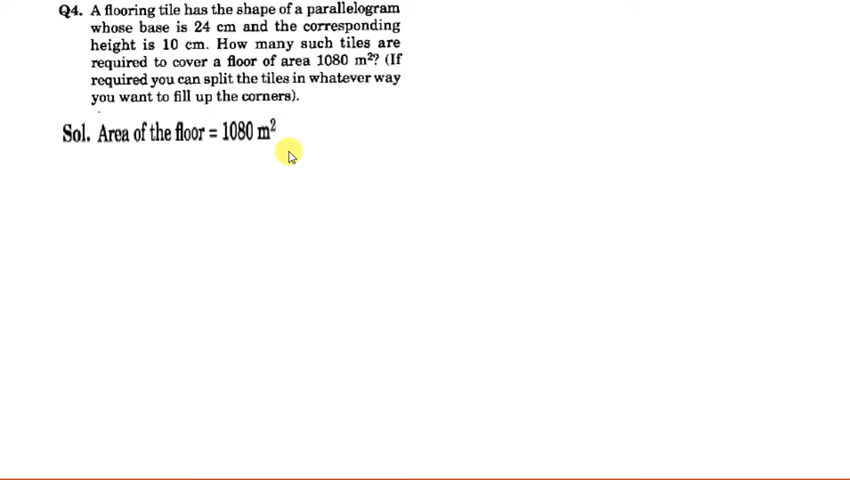 Q4. A flooring tile has the shape of a parallelogram
whose base is 24 cm and the corresponding
height is 10 cm. How many such tiles are
required to cover a floor of area 1080 m²? (If
required you can split the tiles in whatever way
you want to fill up the corners).
Sol. Area of the floor = 1080 m²